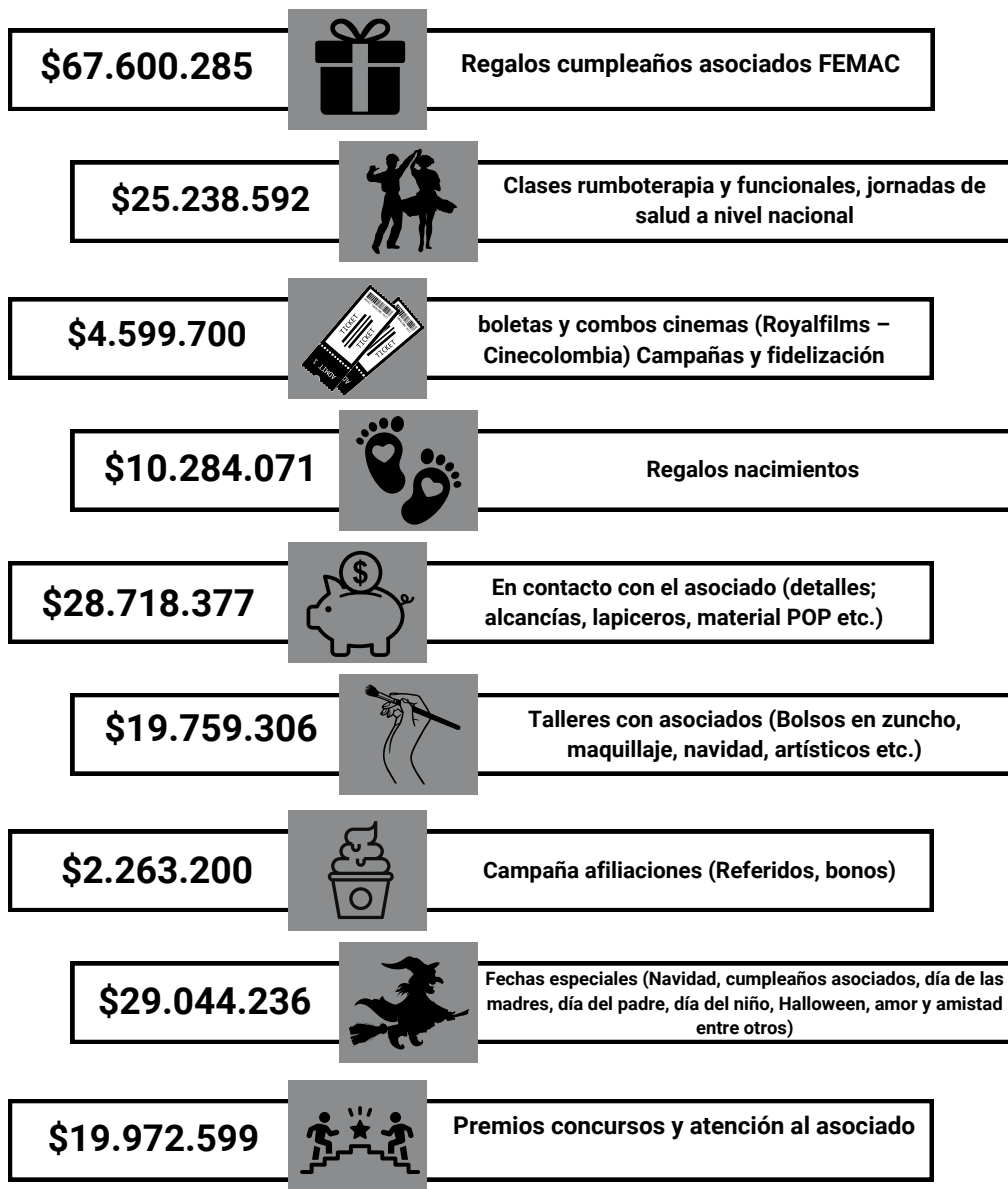 $67.600.285
Regalos cumpleaños asociados FEMAC
$25.238.592
Clases rumboterapia y funcionales, jornadas de
salud a nivel nacional
$4.599.700
TICKET
TICKET
TICKET
boletas y combos cinemas (Royalfilms –
Cinecolombia) Campañas y fidelización
$10.284.071
Regalos nacimientos
$
$28.718.377
En contacto con el asociado (detalles;
alcancías, lapiceros, material POP etc.)
$19.759.306
Talleres con asociados (Bolsos en zuncho,
maquillaje, navidad, artísticos etc.)
$2.263.200
Campaña afiliaciones (Referidos, bonos)
$29.044.236
Fechas especiales (Navidad, cumpleaños asociados, día de las
madres, día del padre, día del niño, Halloween, amor y amistad
entre otros)
$19.972.599
Premios concursos y atención al asociado